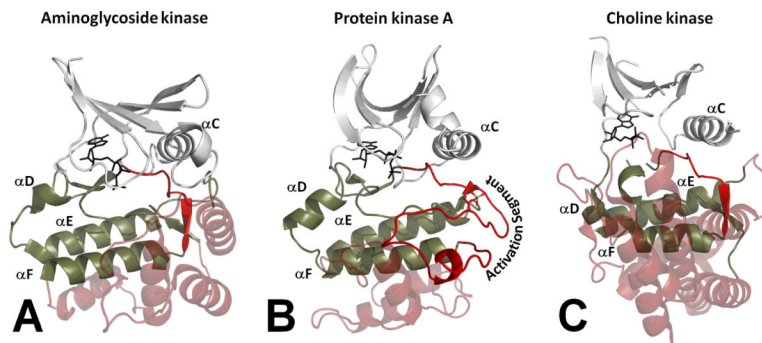 Aminoglycoside kinase
Protein kinase A
Choline kinase
αC
αD
αE
αF
A
αC
αD
αE
αF
Activation Segment
B
αC
αE
αD
αF
C